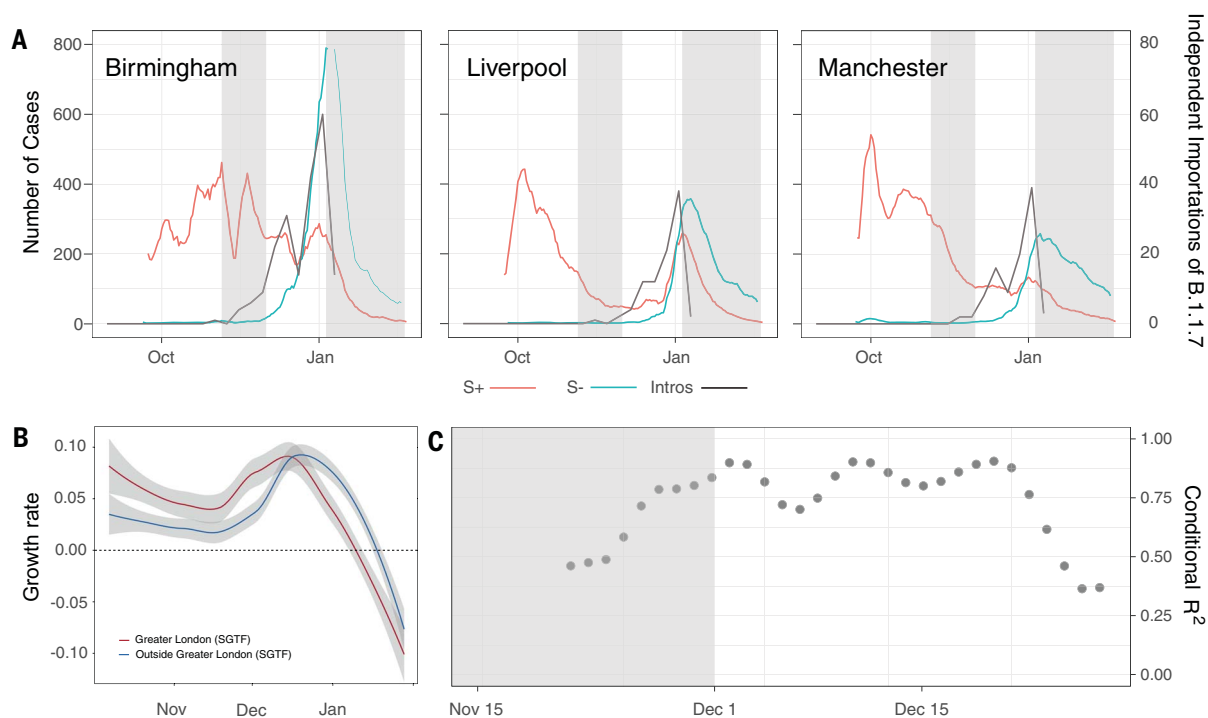 A
Birmingham
Liverpool
Manchester
Number of Cases
800
600
400
200
0
80
60
40
20
0
Independent Importations of B.1.1.7
Oct
Jan
Oct
Jan
Oct
Jan
S+
S-
Intros
B
Growth rate
0.10
0.05
0.00
-0.05
-0.10
Greater London (SGTF)
Outside Greater London (SGTF)
Nov
Dec
Jan
C
1.00
0.75
0.50
0.25
0.00
Conditional R²
Nov 15
Dec 1
Dec 15